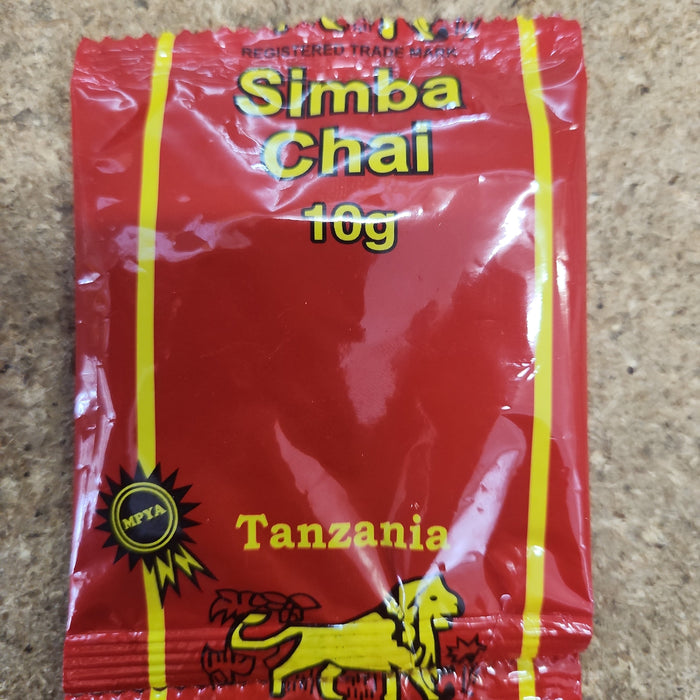 REGISTERED TRADE MARK
Simba
Chai
10g
MPYA
Tanzania